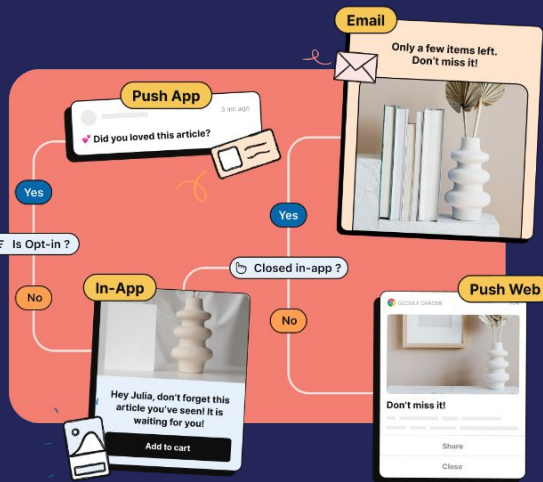 Email
Only a few items left.
Don't miss it!
Push App
3 min ago
💕 Did you loved this article?
Yes
Is Opt-in ?
No
Yes
Closed in-app ?
No
In-App
Hey Julia, don't forget this
article you've seen! It is
waiting for you!
Add to cart
Push Web
GOOGLE CHROME
Don't miss it!
Share
Close